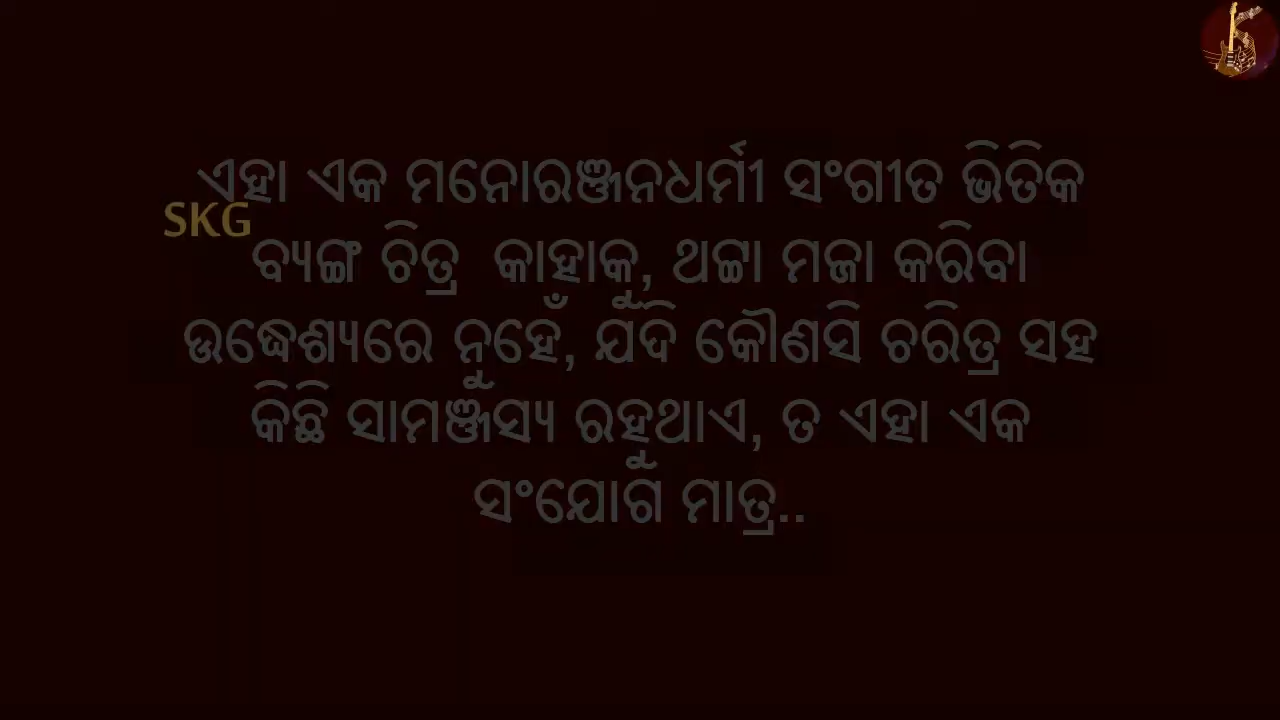 ଏହା ଏକ ମନୋରଞ୍ଜନଧର୍ମୀ ସଂଗୀତ ଭିତିକ
SKG
ବ୍ୟଙ୍ଗ ଚିତ୍ର କାହାକୁ, ଥଟ୍ଟା ମଜା କରିବା
ଉଦ୍ଧେଶ୍ୟରେ ନୁହେଁ, ଯଦି କୌଣସି ଚରିତ୍ର ସହ
କିଛି ସାମଞ୍ଜସ୍ୟ ରହୁଥାଏ, ତ ଏହା ଏକ
ସଂଯୋଗ ମାତ୍ର..